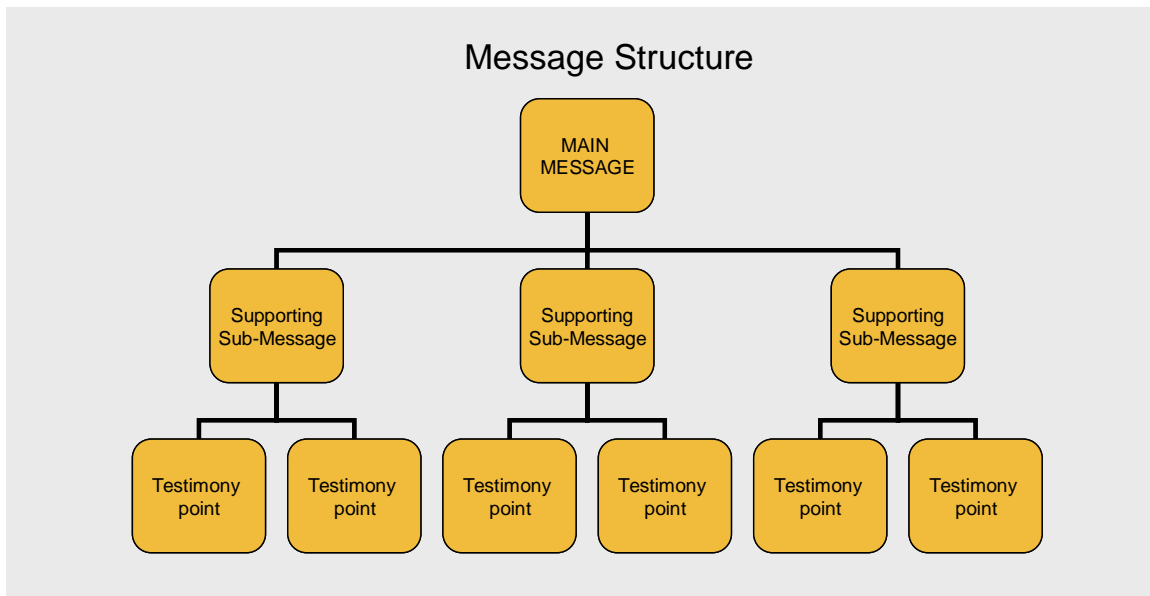 Message Structure
MAIN
MESSAGE
Supporting
Sub-Message
Supporting
Sub-Message
Supporting
Sub-Message
Testimony
point
Testimony
point
Testimony
point
Testimony
point
Testimony
point
Testimony
point